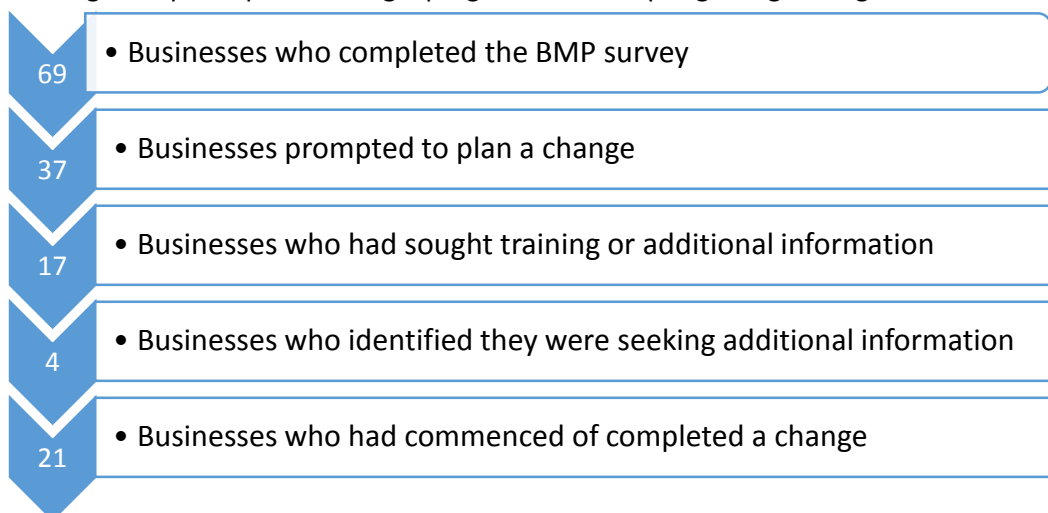 69
• Businesses who completed the BMP survey
37
• Businesses prompted to plan a change
17
• Businesses who had sought training or additional information
4
• Businesses who identified they were seeking additional information
21
• Businesses who had commenced of completed a change